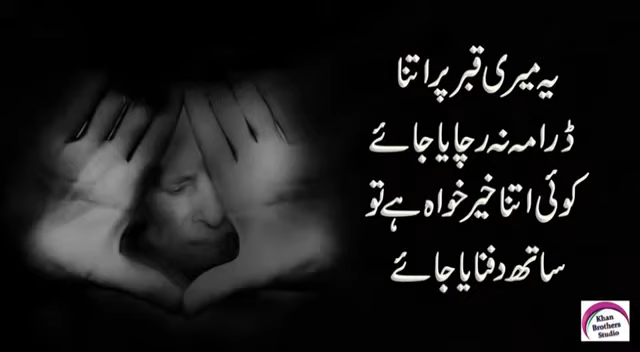 یہ میری قبر پر اتنا
ڈرامہ نہ رچایا جائے
کوئی اتنا خیر خواہ ہے تو
ساتھ دفنایا جائے
Khan
Brothers
Studio